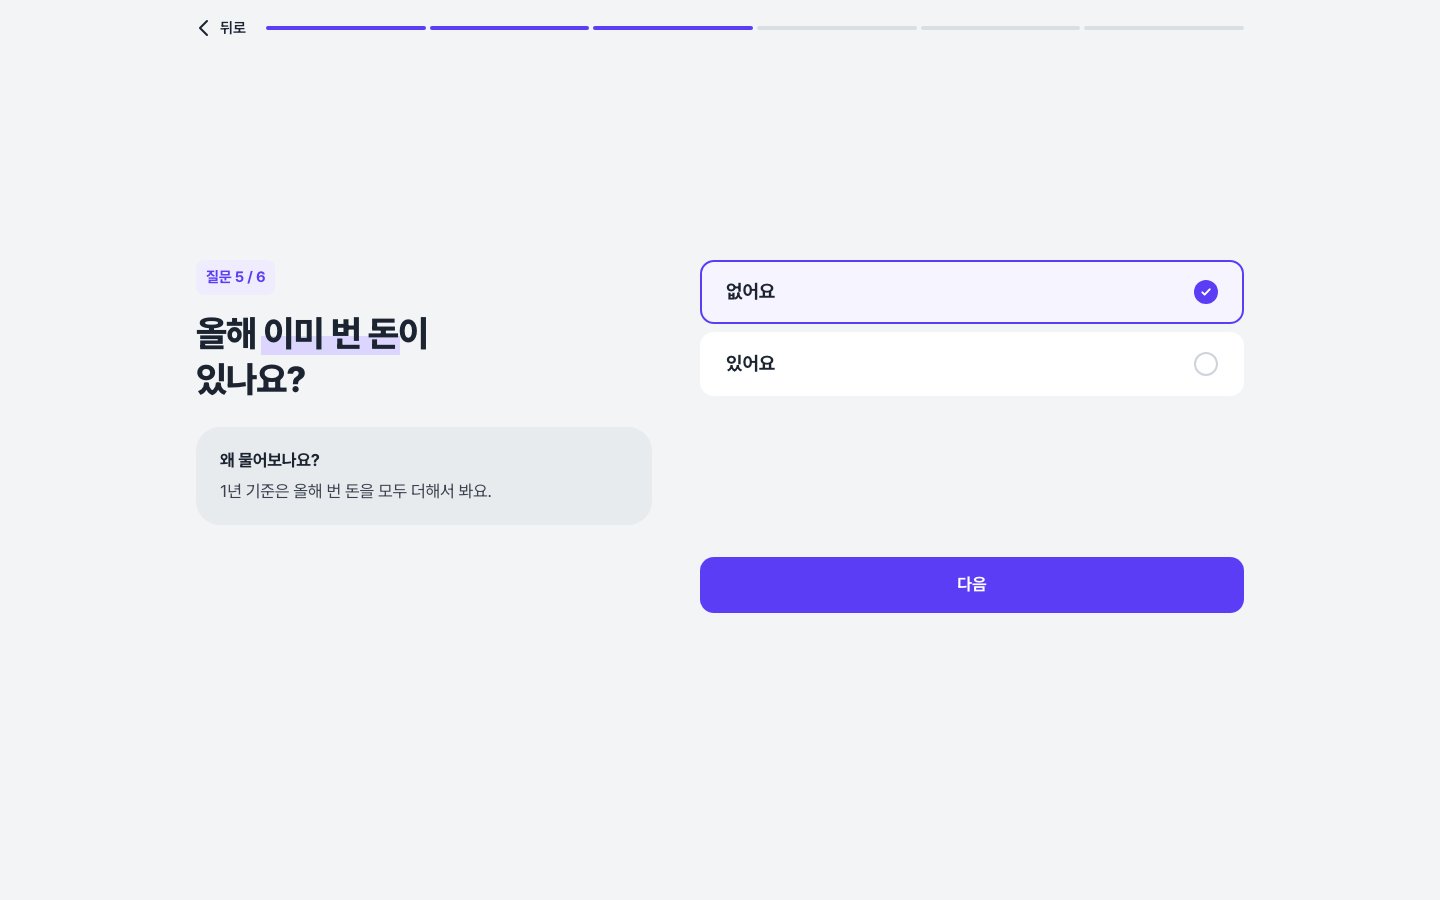 뒤로
질문 5 / 6
올해 이미 번 돈이
있나요?
왜 물어보나요?
1년 기준은 올해 번 돈을 모두 더해서 봐요.
없어요
있어요
다음